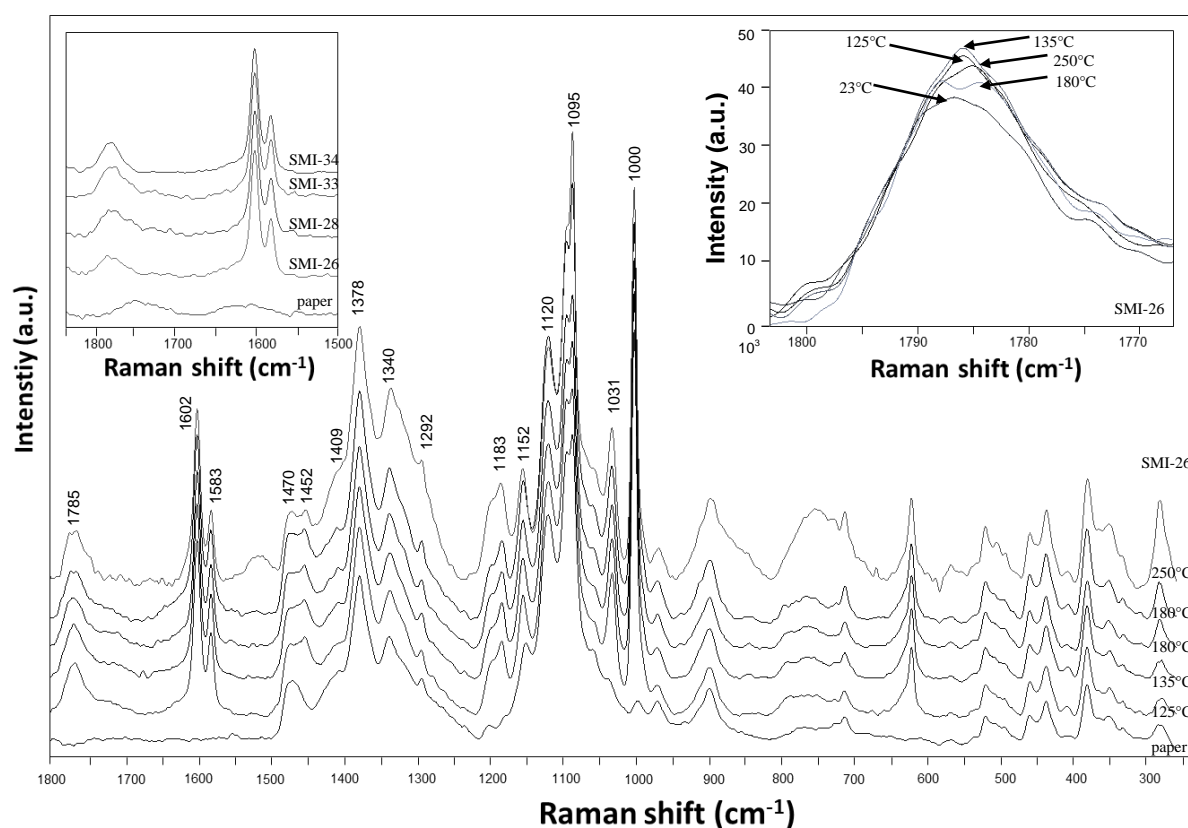 SMI-34
SMI-33
SMI-28
SMI-26
paper
1800 1700 1600 1500
Raman shift (cm-1)
50
40
30
20
10
0
10³
Intensity (a.u.)
125°C
135°C
250°C
180°C
23°C
SMI-26
1800 1790 1780 1770
Raman shift (cm-1)
Intenstiy (a.u.)
1785
1602
1583
1470
1452
1409
1378
1340
1292
1183
1152
1120
1095
1031
1000
SMI-26
250°C
180°C
180°C
135°C
125°C
paper
1800 1700 1600 1500 1400 1300 1200 1100 1000 900 800 700 600 500 400 300
Raman shift (cm-1)